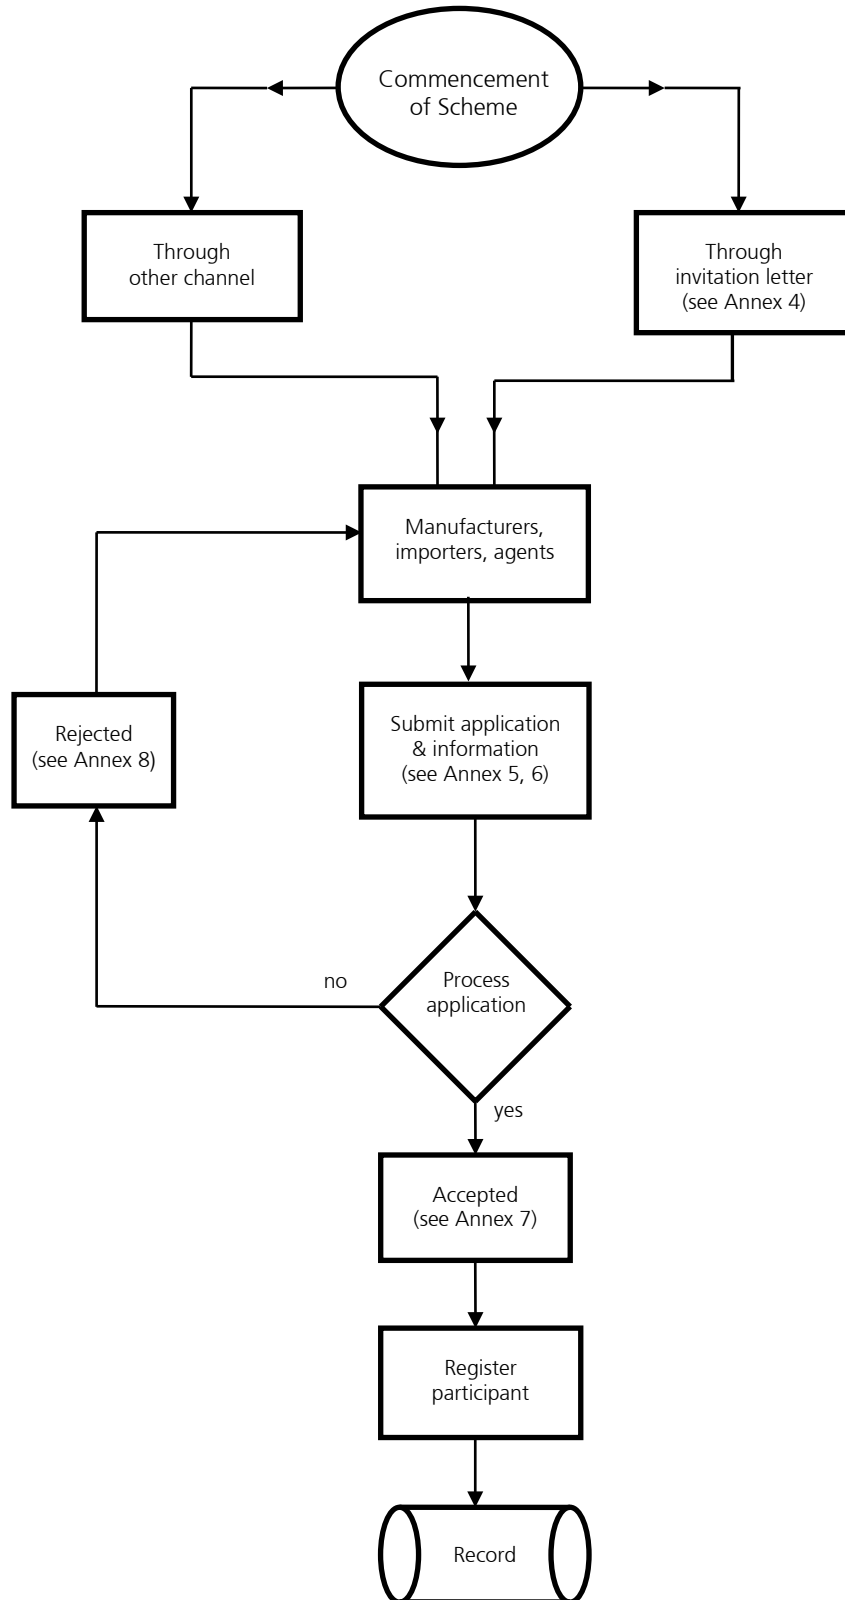 Commencement
of Scheme
Through
other channel
Through
invitation letter
(see Annex 4)
Manufacturers,
importers, agents
Rejected
(see Annex 8)
Submit application
& information
(see Annex 5, 6)
no
Process
application
yes
Accepted
(see Annex 7)
Register
participant
Record